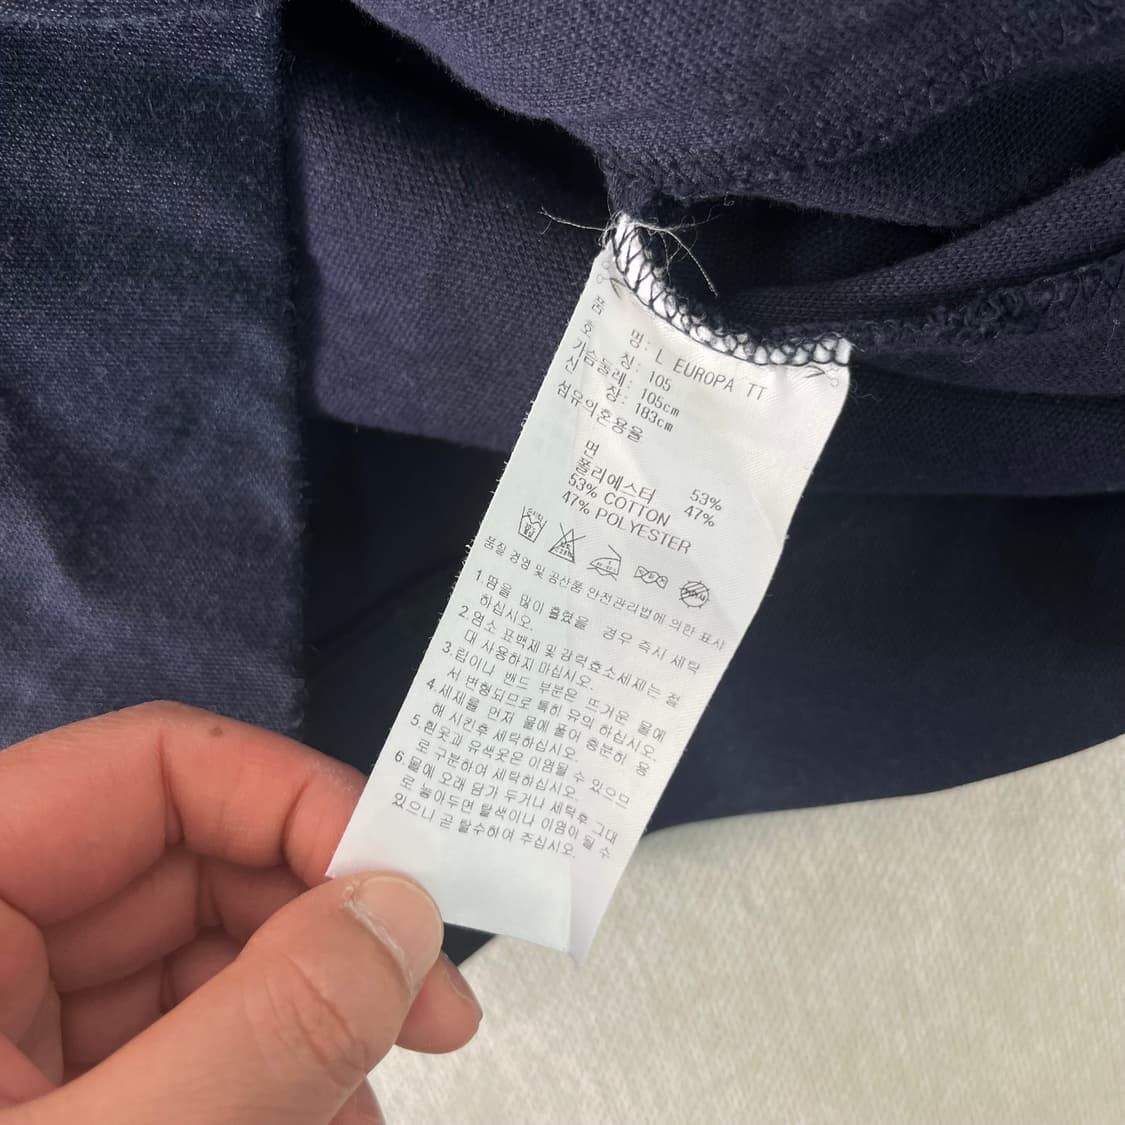 품 명: L EUROPA TT
호 칭: 105
가슴둘레: 105cm
신 장: 183cm
섬유의혼용율
면 53%
폴리에스터 47%
53% COTTON
47% POLYESTER
품질 경영 및 공산품 안전관리법에 의한 표시
1.땀을 많이 흘렸을 경우 즉시 세탁
하십시오.
2.염소 표백제 및 강력효소세제는 절
대 사용하지 마십시오.
3.립이나 밴드 부분은 뜨거운 물에
서 변형되므로 특히 유의 하십시오.
4.세제를 먼저 물에 풀어 충분히 용
해 시킨후 세탁하십시오.
5.흰옷과 유색옷은 이염될 수 있으므
로 구분하여 세탁하십시오.
6.물에 오래 담가 두거나 세탁후 그대
로 놓아두면 탈색이나 이염이 될 수
있으니 곧 탈수하여 주십시오.